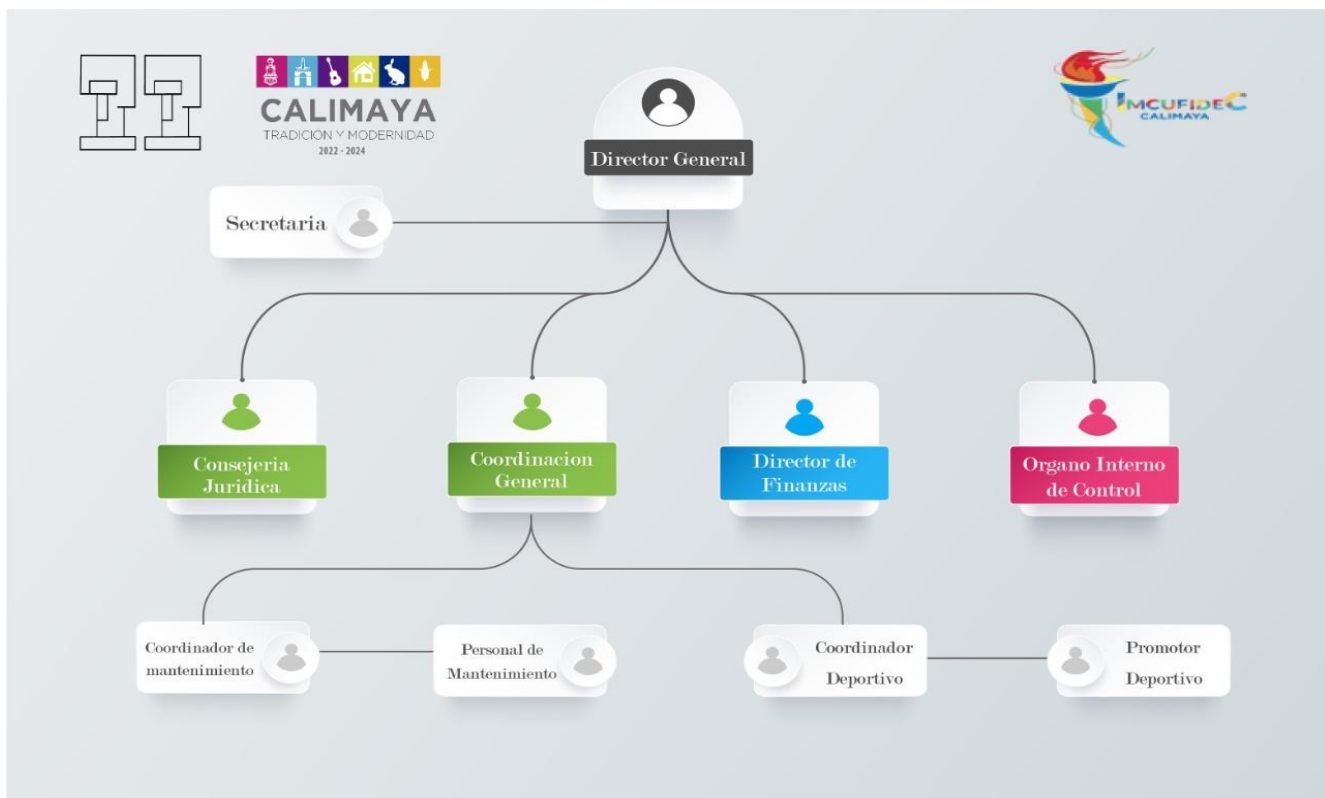 CALIMAYA
TRADICIÓN Y MODERNIDAD
2022 - 2024
IMCUFIDEC
CALIMAYA
Director General
Secretaria
Consejeria
Juridica
Coordinacion
General
Director de
Finanzas
Organo Interno
de Control
Coordinador de
mantenimiento
Personal de
Mantenimiento
Coordinador
Deportivo
Promotor
Deportivo